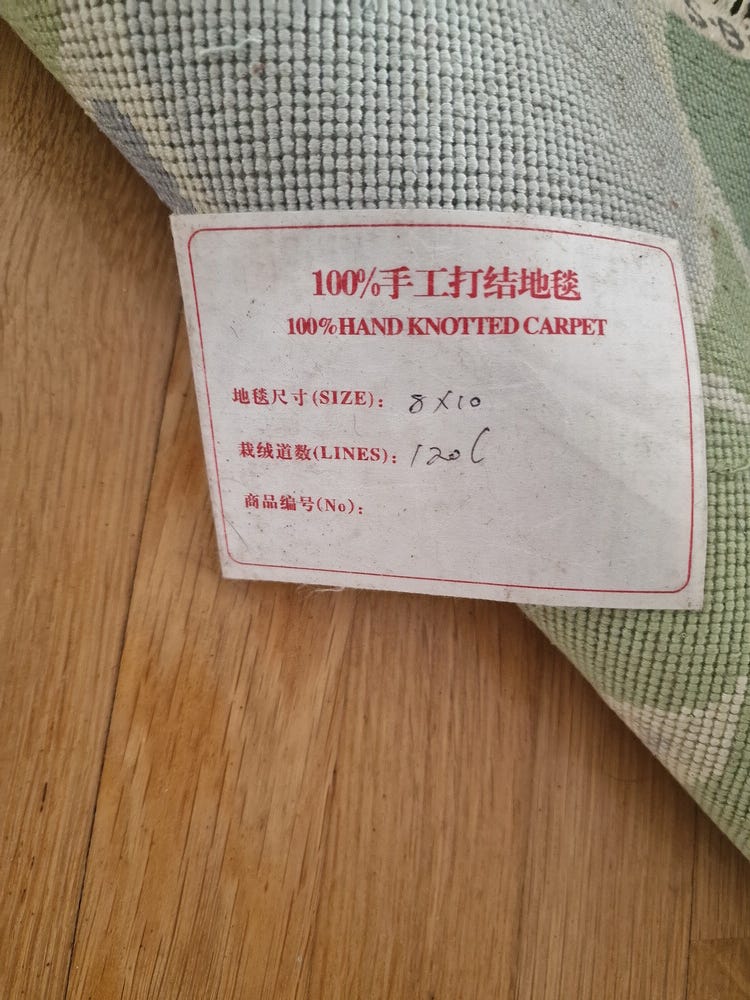 100%手工打结地毯
100%HAND KNOTTED CARPET
地毯尺寸(SIZE): 8X10
栽绒道数(LINES): 120L
商品编号(No):